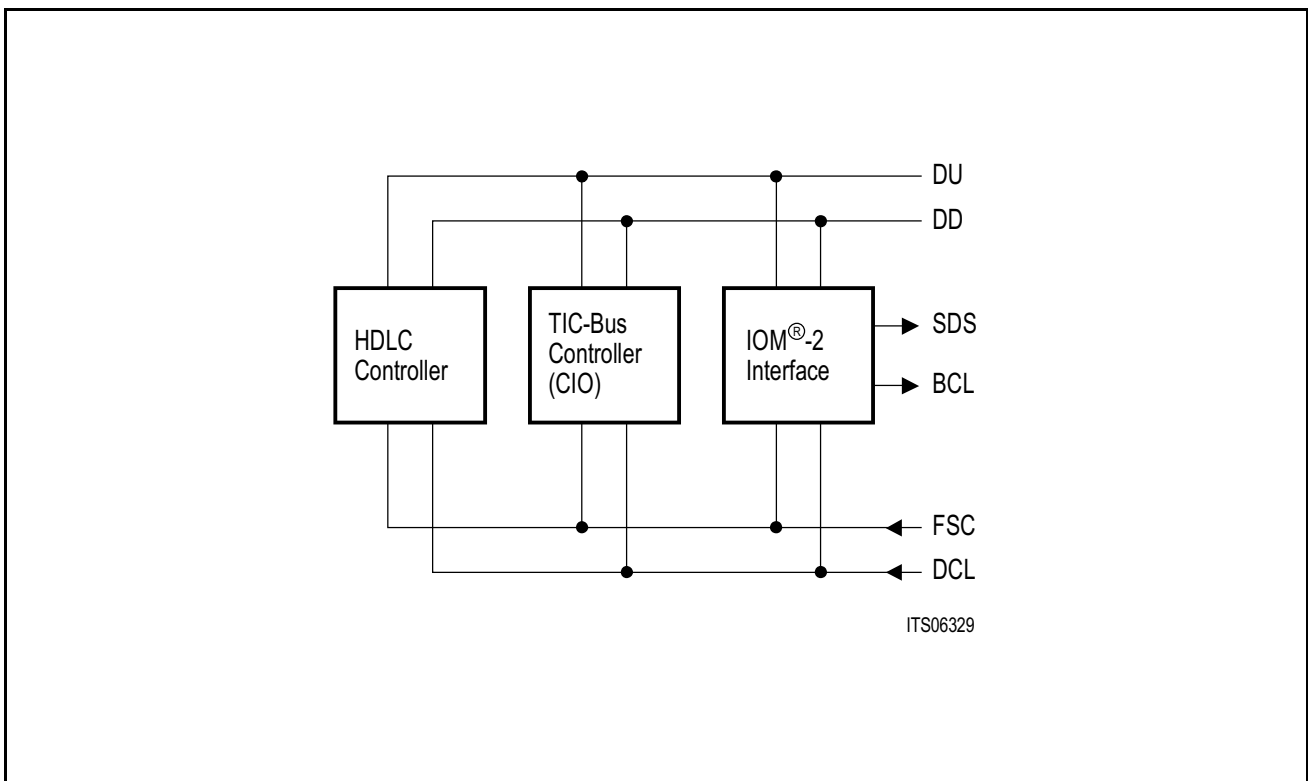 DU
DD
HDLC
Controller
TIC-Bus
Controller
(CIO)
IOM®-2
Interface
SDS
BCL
FSC
DCL
ITS06329